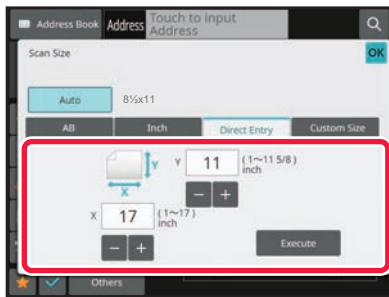 Address Book Address Touch to input Address
Scan Size OK
Auto 8½x11
AB Inch Direct Entry Custom Size
Y Y 11 (1~11 5/8) inch
X
- +
X 17 (1~17) inch
- + Execute
Others